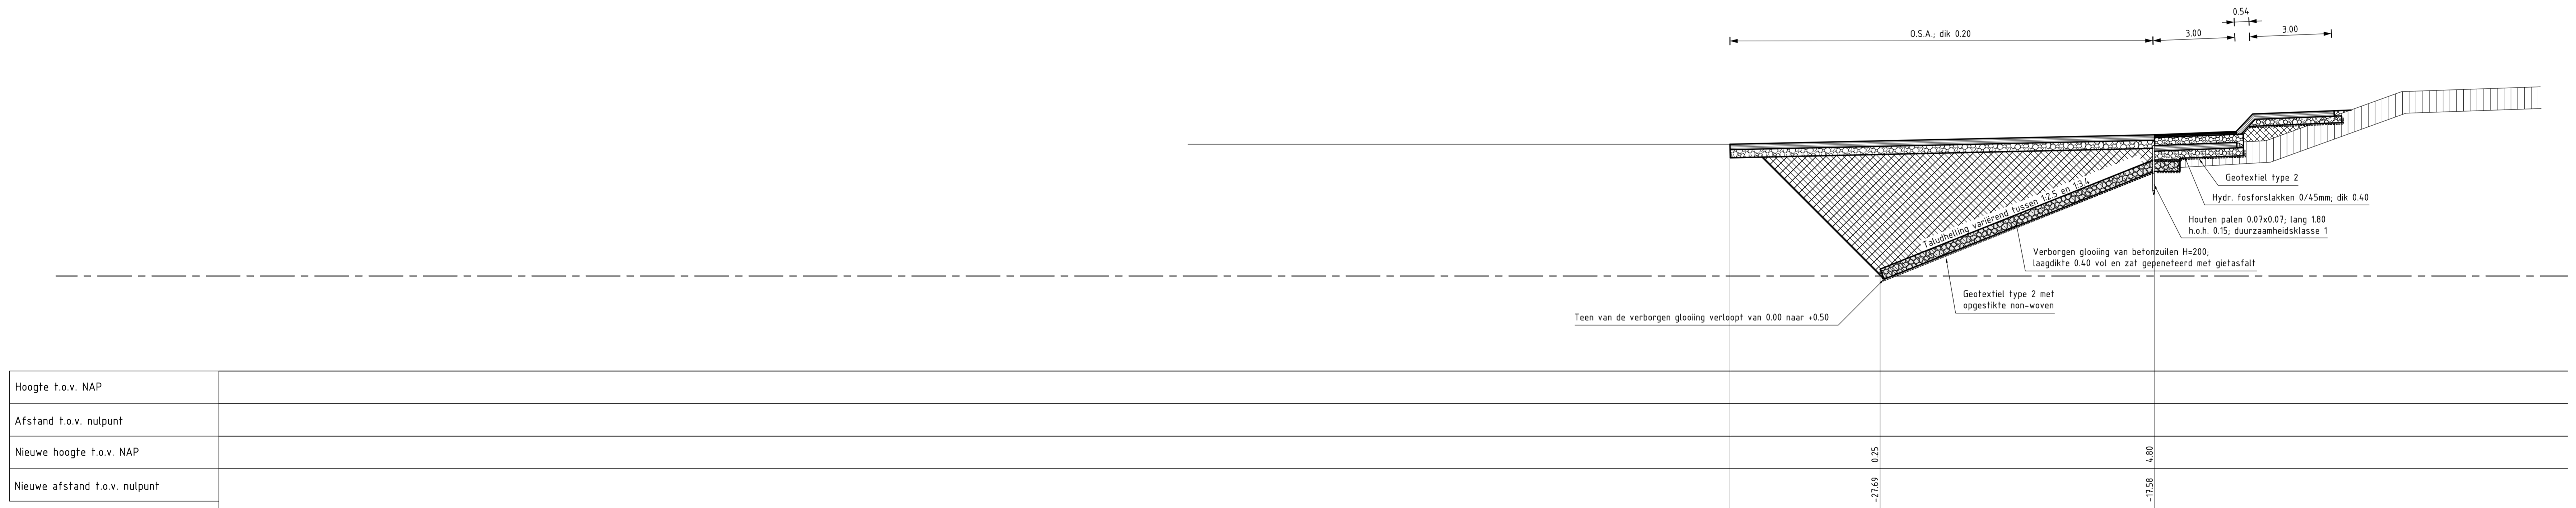 0.54
O.S.A.; dik 0.20
3.00
3.00
Geotextiel type 2
Hydr. fosforslakken 0/45mm; dik 0.40
Houten palen 0.07x0.07; lang 1.80
h.o.h. 0.15; duurzaamheidsklasse 1
Taludhelling variërend tussen 1:2.5 en 1:3.4
Verborgen glooiing van betonzuilen H=200;
laagdikte 0.40 vol en zat gepeneteerd met gietasfalt
Geotextiel type 2 met
opgestikte non-woven
Teen van de verborgen glooiing verloopt van 0.00 naar +0.50
Hoogte t.o.v. NAP
Afstand t.o.v. nulpunt
Nieuwe hoogte t.o.v. NAP
0.25
4.80
Nieuwe afstand t.o.v. nulpunt
-27.69
-17.58